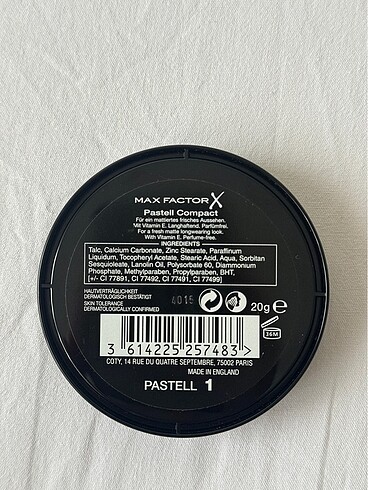 MAX FACTOR X
Pastell Compact
Für ein mattiertes frisches Aussehen.
Mit Vitamin E. Langhaftend. Parfümfrei.
For a fresh matte longwearing look.
With Vitamin E. Perfume-free.
INGREDIENTS
Talc, Calcium Carbonate, Zinc Stearate, Paraffinum
Liquidum, Tocopheryl Acetate, Stearic Acid, Aqua, Sorbitan
Sesquioleate, Lanolin Oil, Polysorbate 60, Diammonium
Phosphate, Methylparaben, Propylparaben, BHT,
[+/- CI 77891, CI 77492, CI 77491, CI 77499]
HAUTVERTRÄGLICHKEIT
DERMATOLOGISCH BESTÄTIGT
SKIN TOLERANCE
DERMATOLOGICALLY CONFIRMED
4015
20g e
36M
3 614225 257483 >
COTY, 14 RUE DU QUATRE SEPTEMBRE, 75002 PARIS
MADE IN ENGLAND
PASTELL 1